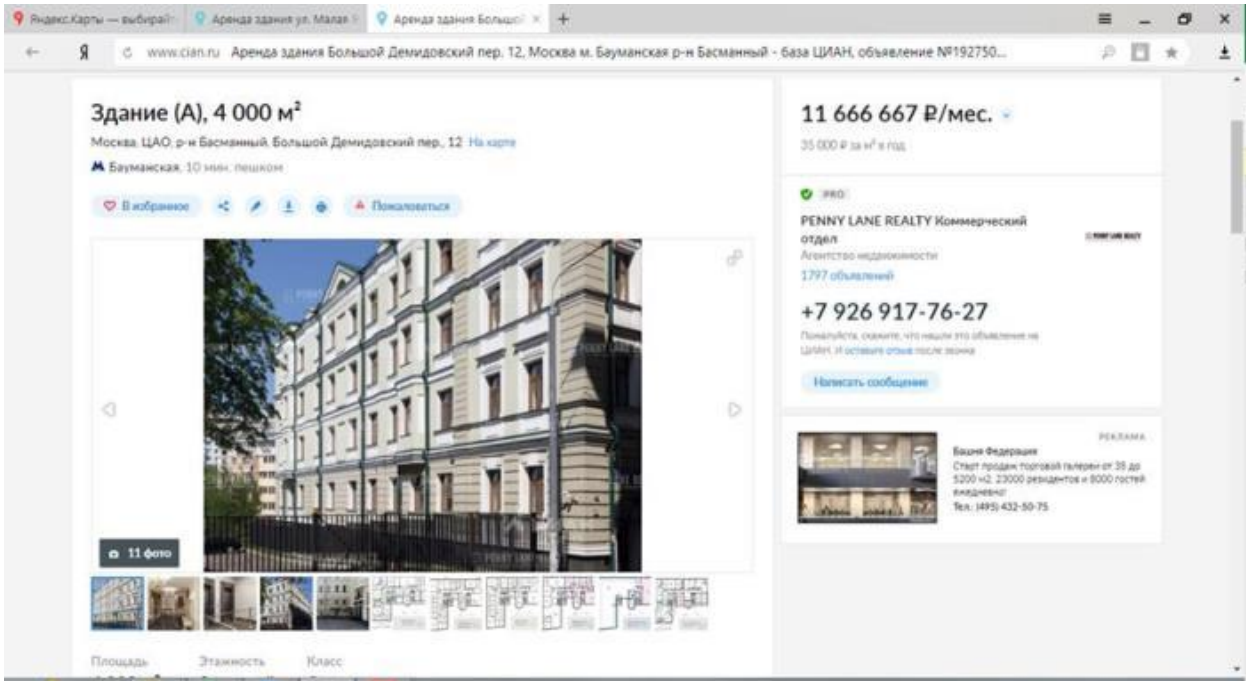 Яндекс.Карты — выбирайт
Аренда здания ул. Малая
Аренда здания Большой
www.cian.ru Аренда здания Большой Демидовский пер. 12, Москва м. Бауманская р-н Басманный - база ЦИАН, объявление №192750...
Здание (А), 4 000 м²
Москва, ЦАО, р-н Басманный, Большой Демидовский пер., 12 На карте
Бауманская, 10 мин. пешком
В избранное
Пожаловаться
11 фото
Площадь Этажность Класс
11 666 667 ₽/мес.
35 000 ₽ за м² в год
PRO
PENNY LANE REALTY Коммерческий
отдел
PENNY LANE REALTY
Агентство недвижимости
1797 объявлений
+7 926 917-76-27
Пожалуйста, скажите, что нашли это объявление на
ЦИАН. И оставьте отзыв после звонка
Написать сообщение
РЕКЛАМА
Башня Федерация
Старт продаж торговой галереи от 35 до
5200 м2. 23000 резидентов и 8000 гостей
ежедневно!
Тел.: (495) 432-50-75